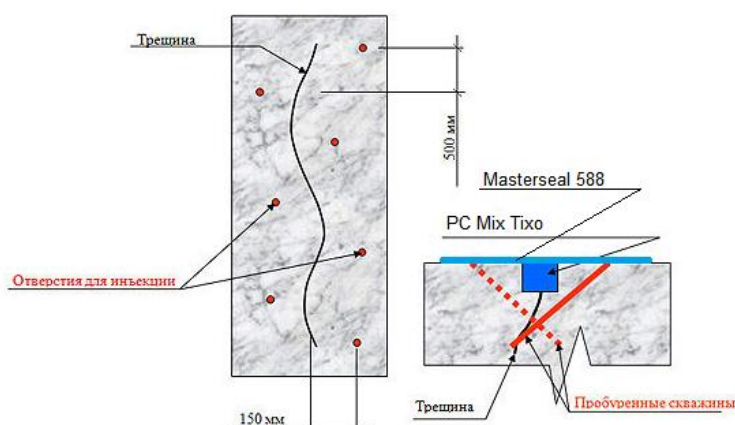 Трещина
500 мм
Masterseal 588
PC Mix Tixo
Отверстия для инъекции
150 мм
Трещина
Пробуренные скважины